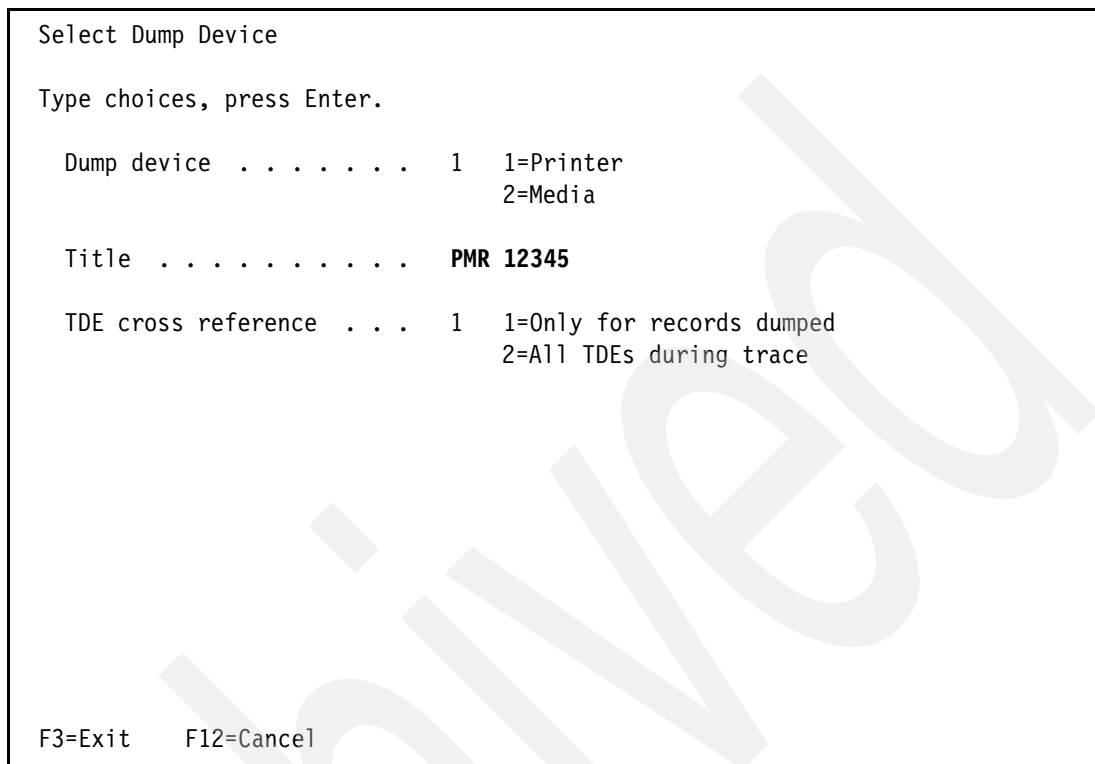 Select Dump Device
Type choices, press Enter.
Dump device . . . . . . . 1 1=Printer
2=Media
Title . . . . . . . . . . PMR 12345
TDE cross reference . . . 1 1=Only for records dumped
2=All TDEs during trace
F3=Exit F12=Cancel
hived